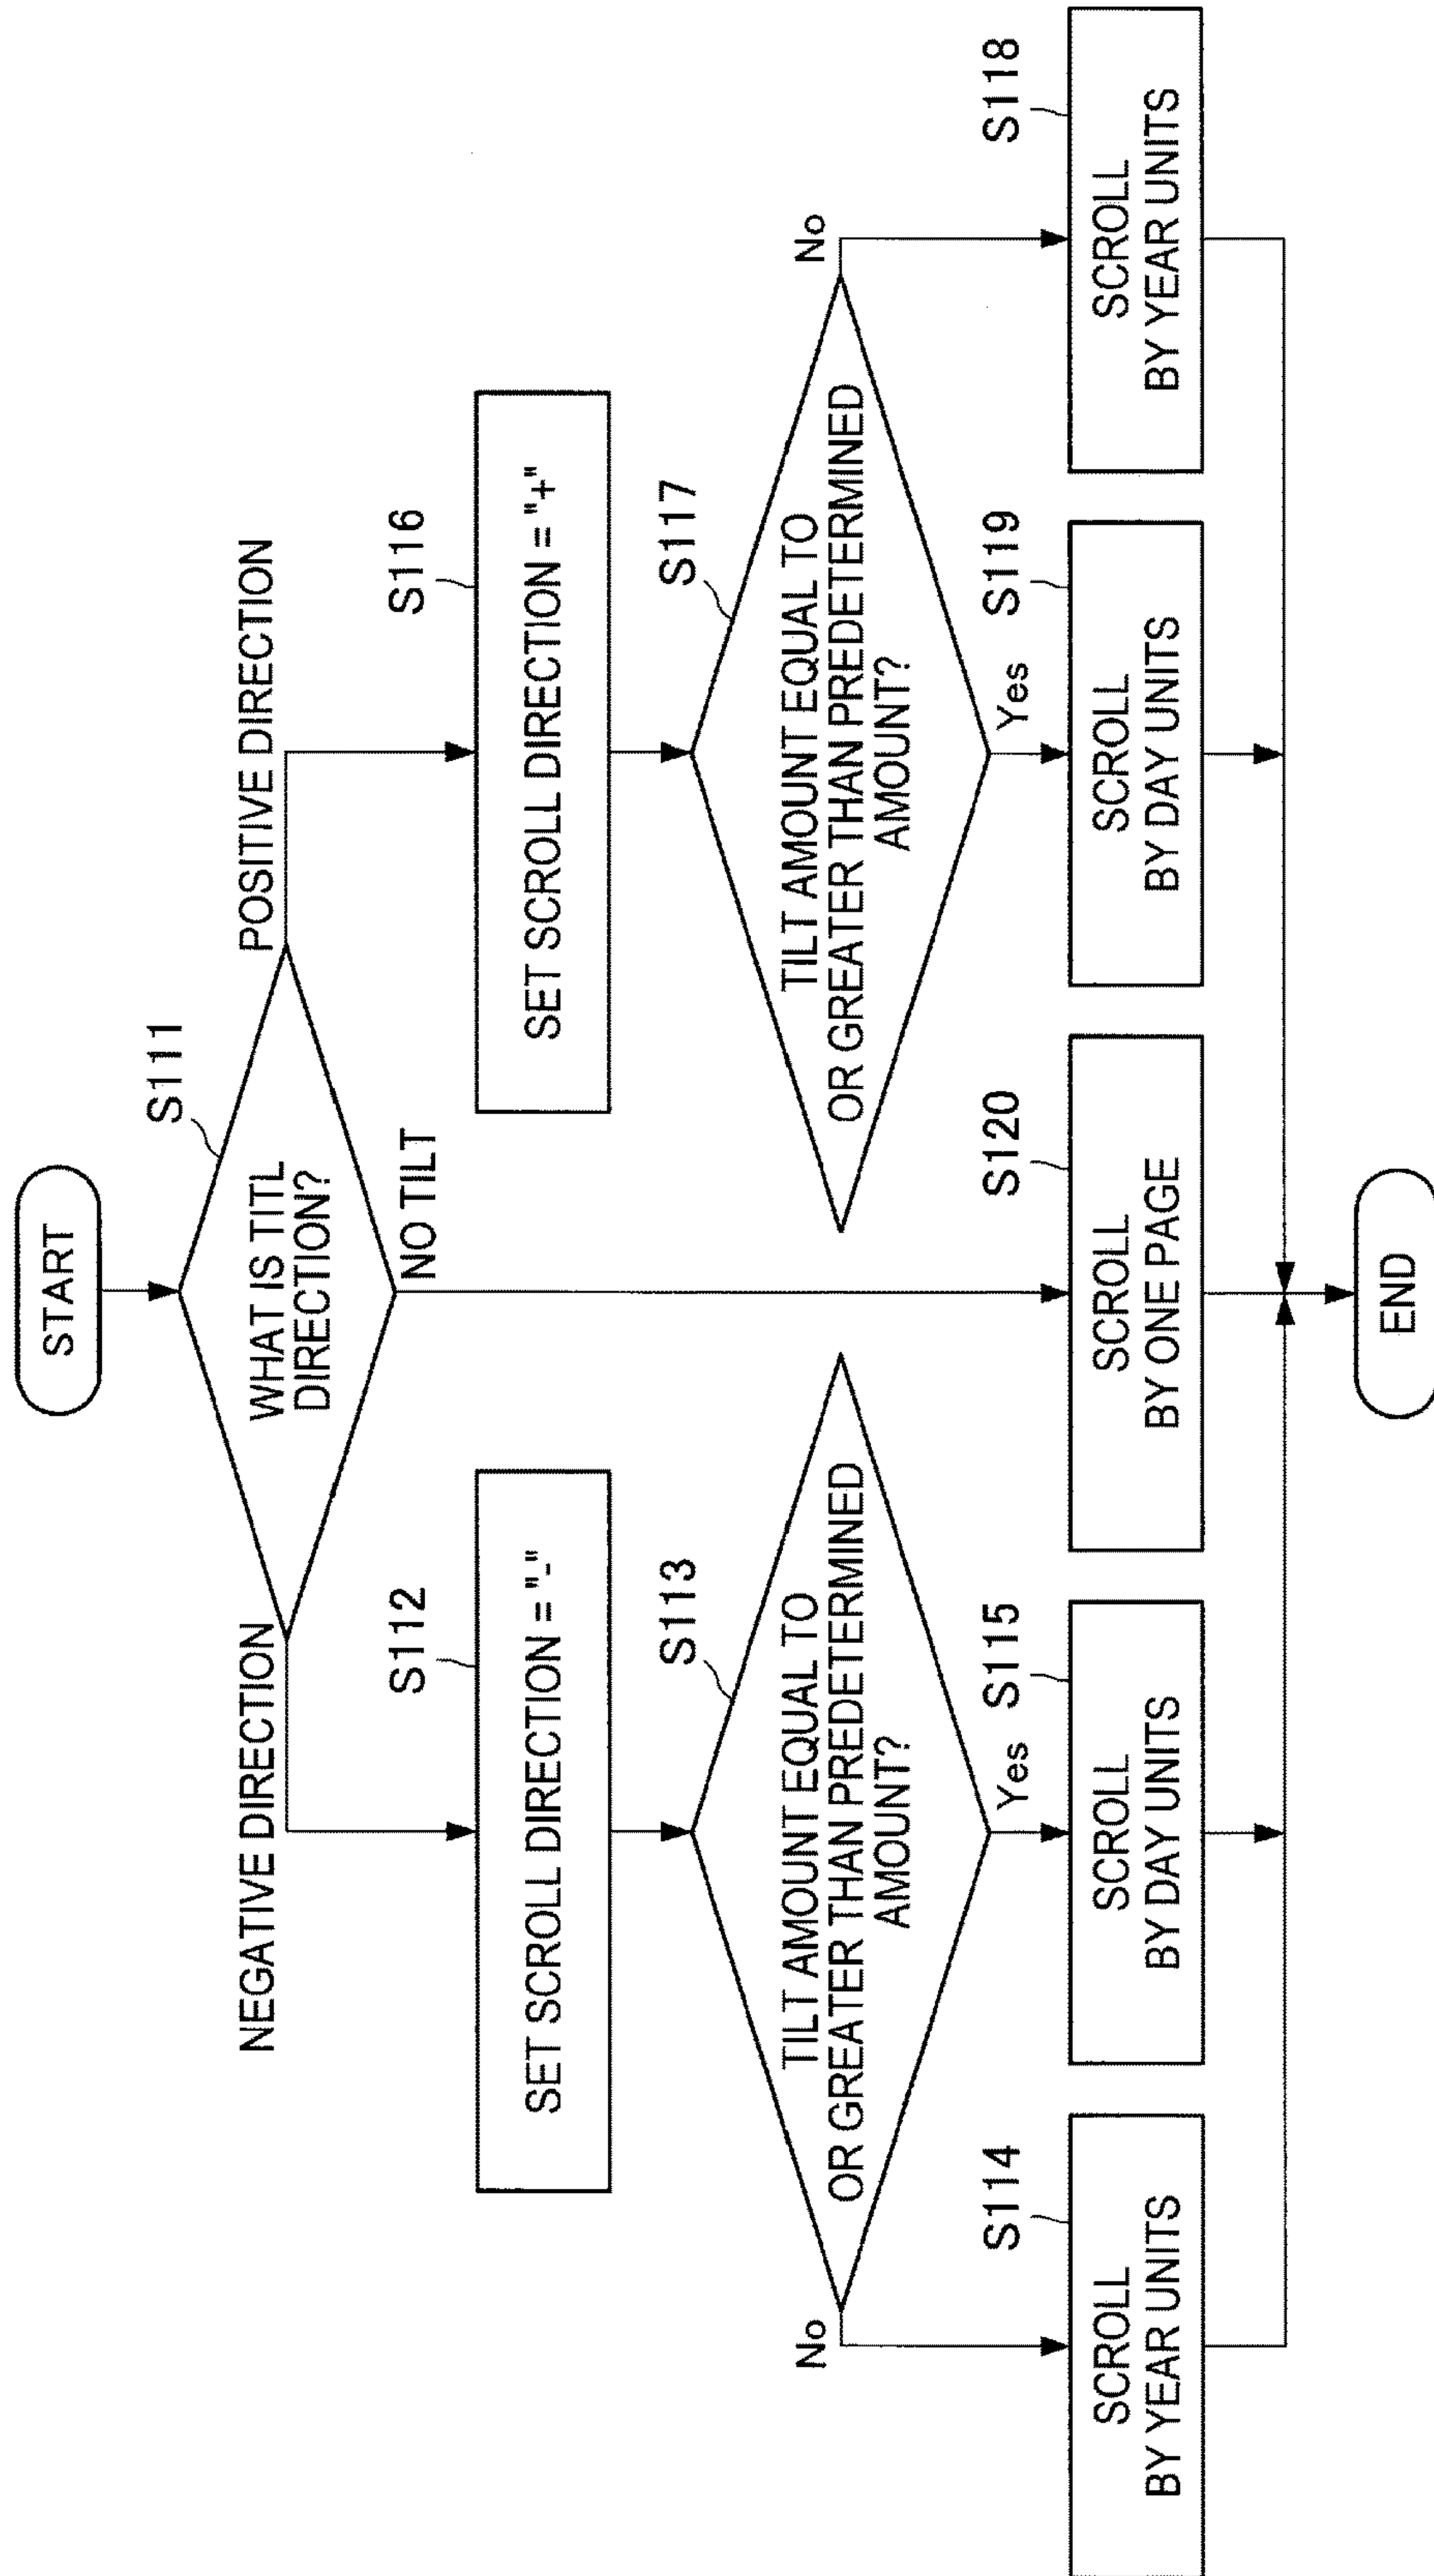 START
S111
WHAT IS TITL
DIRECTION?
NEGATIVE DIRECTION
POSITIVE DIRECTION
NO TILT
S112
SET SCROLL DIRECTION = "-"
S116
SET SCROLL DIRECTION = "+"
S113
TILT AMOUNT EQUAL TO
OR GREATER THAN PREDETERMINED
AMOUNT?
No
Yes
S117
TILT AMOUNT EQUAL TO
OR GREATER THAN PREDETERMINED
AMOUNT?
Yes
No
S114
SCROLL
BY YEAR UNITS
S115
SCROLL
BY DAY UNITS
S120
SCROLL
BY ONE PAGE
S119
SCROLL
BY DAY UNITS
S118
SCROLL
BY YEAR UNITS
END